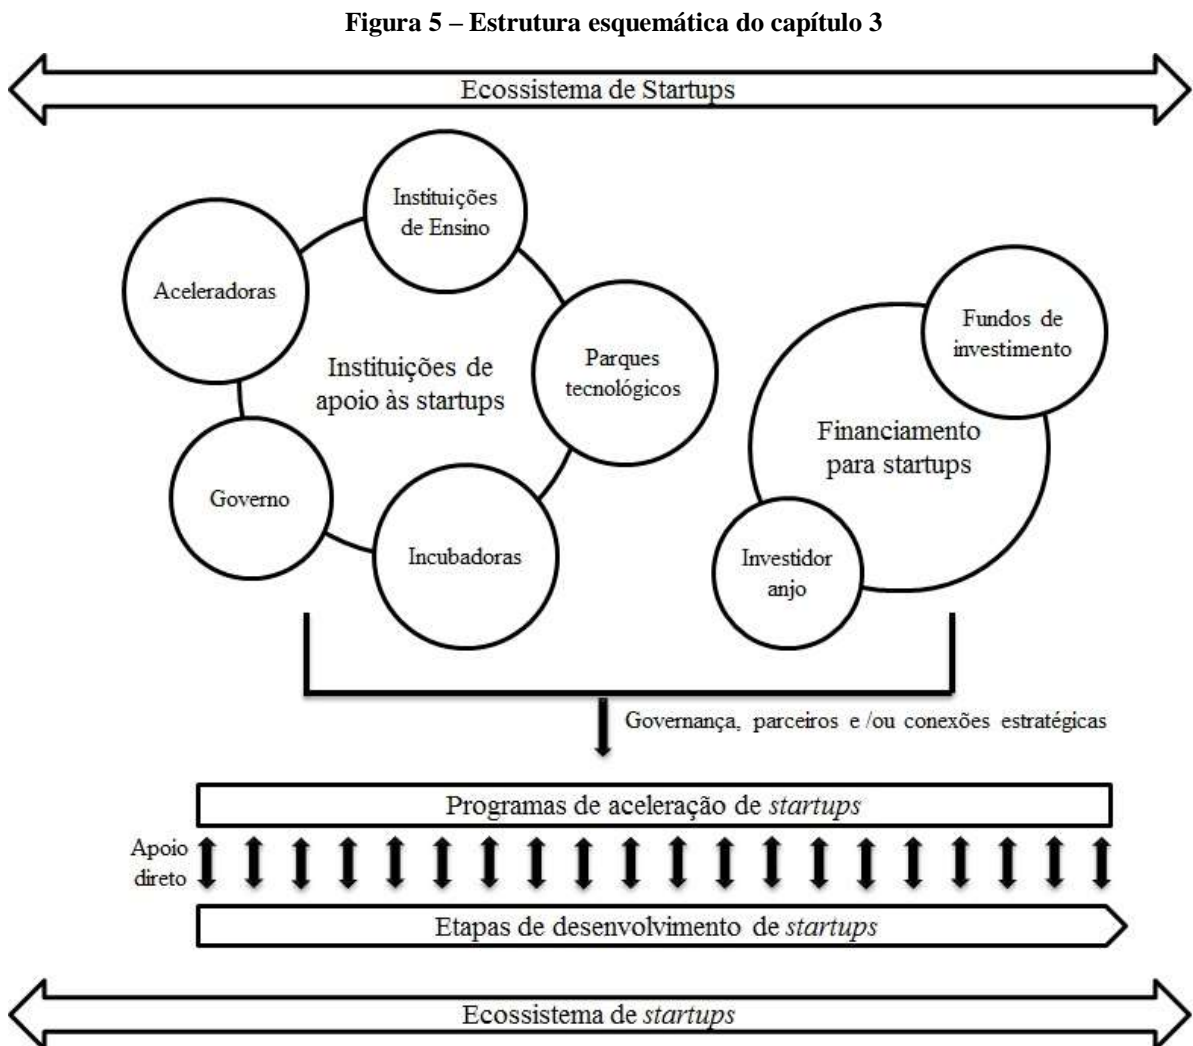 Figura 5 – Estrutura esquemática do capítulo 3
Ecossistema de Startups
Instituições
de Ensino
Aceleradoras
Instituições de
apoio às startups
Parques
tecnológicos
Governo
Incubadoras
Fundos de
investimento
Financiamento
para startups
Investidor
anjo
Governança, parceiros e /ou conexões estratégicas
Programas de aceleração de startups
Apoio
direto
Etapas de desenvolvimento de startups
Ecossistema de startups